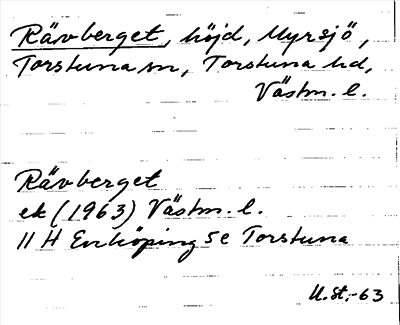 Rävberget, höjd, Myrsjö,
Torstuna sn, Torstuna hd,
Västm. l.
Rävberget
ek (1963) Västm. l.
11 H Enköping 5e Torstuna
U.St.-63